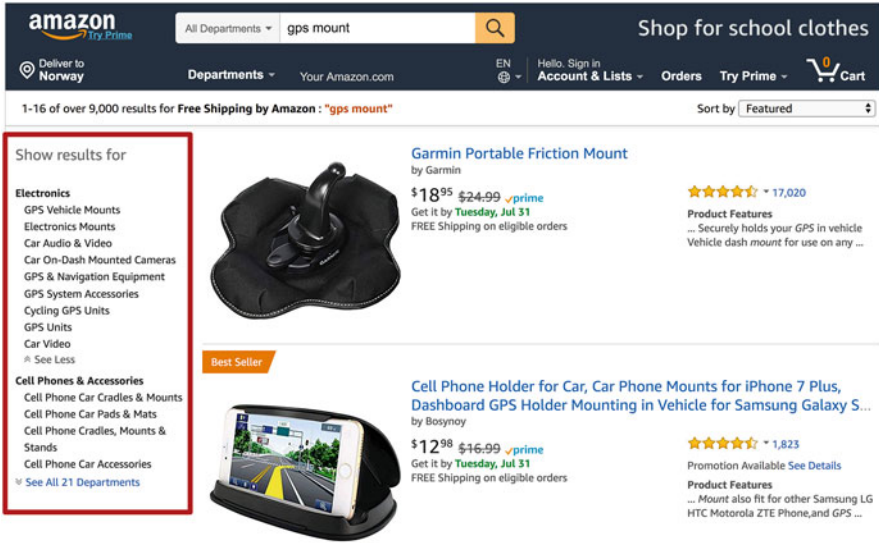 amazon
Try Prime
All Departments
gps mount
Shop for school clothes
Deliver to
Norway
Departments
Your Amazon.com
EN
Hello. Sign in
Account & Lists
Orders
Try Prime
0
Cart
1-16 of over 9,000 results for Free Shipping by Amazon : "gps mount"
Sort by Featured
Show results for
Electronics
GPS Vehicle Mounts
Electronics Mounts
Car Audio & Video
Car On-Dash Mounted Cameras
GPS & Navigation Equipment
GPS System Accessories
Cycling GPS Units
GPS Units
Car Video
See Less
Cell Phones & Accessories
Cell Phone Car Cradles & Mounts
Cell Phone Car Pads & Mats
Cell Phone Cradles, Mounts &
Stands
Cell Phone Car Accessories
See All 21 Departments
Garmin Portable Friction Mount
by Garmin
$1895 $24.99 prime
Get it by Tuesday, Jul 31
FREE Shipping on eligible orders
17,020
Product Features
... Securely holds your GPS in vehicle
Vehicle dash mount for use on any ...
Best Seller
Cell Phone Holder for Car, Car Phone Mounts for iPhone 7 Plus,
Dashboard GPS Holder Mounting in Vehicle for Samsung Galaxy S...
by Bosynoy
$1298 $16.99 prime
Get it by Tuesday, Jul 31
FREE Shipping on eligible orders
1,823
Promotion Available See Details
Product Features
... Mount also fit for other Samsung LG
HTC Motorola ZTE Phone,and GPS ...